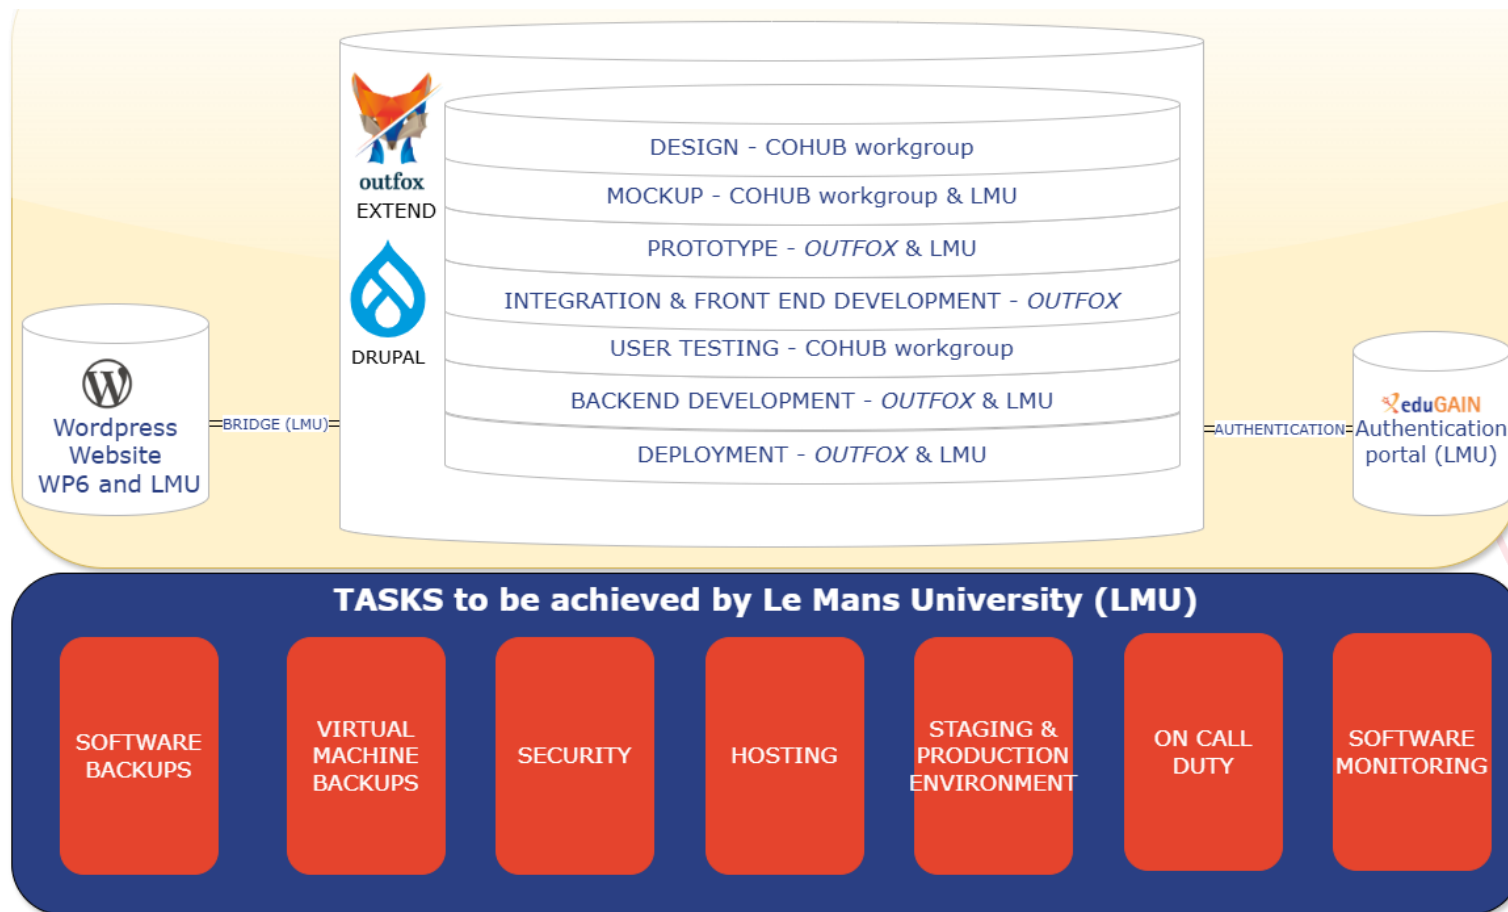 outfox
EXTEND
DRUPAL
DESIGN - COHUB workgroup
MOCKUP - COHUB workgroup & LMU
PROTOTYPE - OUTFOX & LMU
INTEGRATION & FRONT END DEVELOPMENT - OUTFOX
USER TESTING - COHUB workgroup
BACKEND DEVELOPMENT - OUTFOX & LMU
DEPLOYMENT - OUTFOX & LMU
Wordpress
Website
WP6 and LMU
BRIDGE (LMU)
AUTHENTICATION
eduGAIN
Authentication
portal (LMU)
TASKS to be achieved by Le Mans University (LMU)
SOFTWARE
BACKUPS
VIRTUAL
MACHINE
BACKUPS
SECURITY
HOSTING
STAGING &
PRODUCTION
ENVIRONMENT
ON CALL
DUTY
SOFTWARE
MONITORING